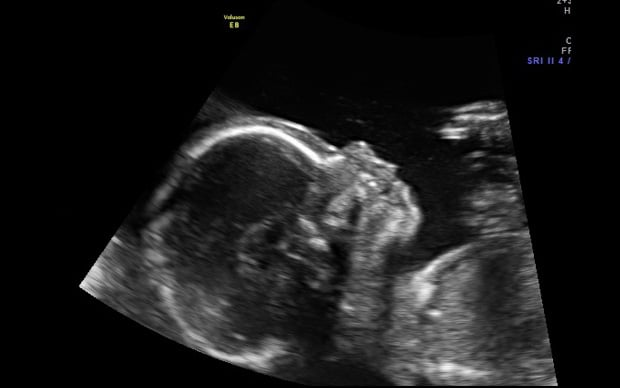 Voluson
E8
H
SRI II 4 /